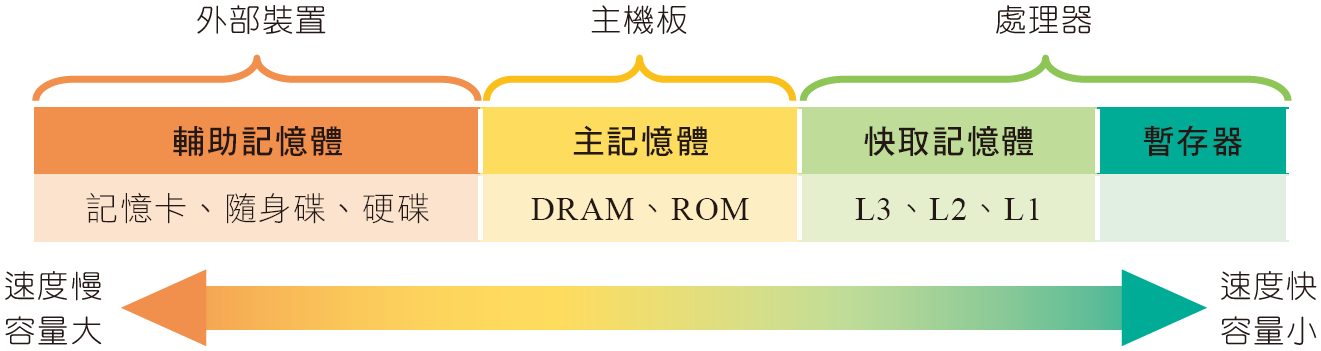 外部裝置 主機板 處理器
輔助記憶體 主記憶體 快取記憶體 暫存器
記憶卡、隨身碟、硬碟 DRAM、ROM L3、L2、L1
速度慢 速度快
容量大 容量小